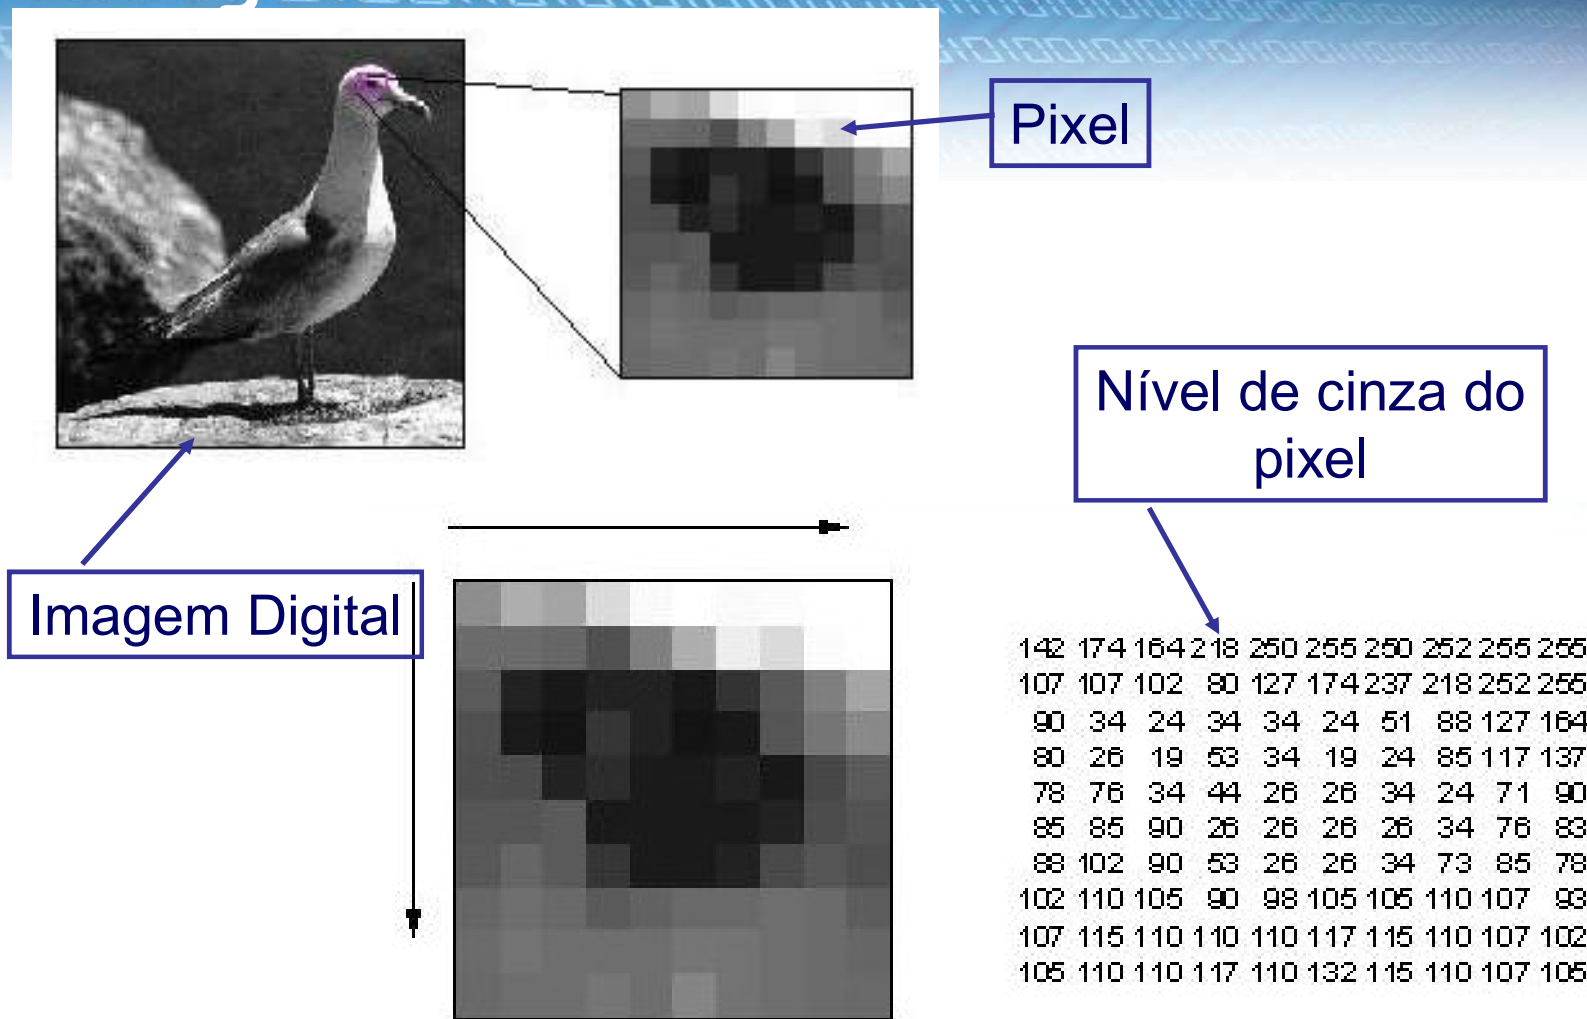 Pixel
Nível de cinza do
pixel
Imagem Digital
142 174 164 218 250 255 250 252 255 255
107 107 102 80 127 174 237 218 252 255
90 34 24 34 34 24 51 88 127 164
80 26 19 53 34 19 24 85 117 137
78 76 34 44 26 26 34 24 71 90
85 85 90 26 26 26 26 34 76 83
88 102 90 53 26 26 34 73 85 78
102 110 105 90 98 105 105 110 107 93
107 115 110 110 110 117 115 110 107 102
105 110 110 117 110 132 115 110 107 105